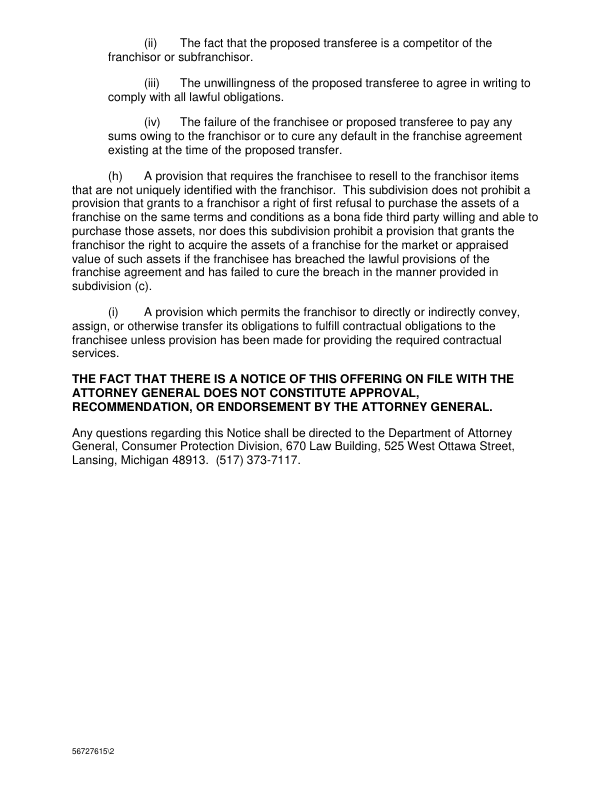 (ii) The fact that the proposed transferee is a competitor of the
franchisor or subfranchisor.
(iii) The unwillingness of the proposed transferee to agree in writing to
comply with all lawful obligations.
(iv) The failure of the franchisee or proposed transferee to pay any
sums owing to the franchisor or to cure any default in the franchise agreement
existing at the time of the proposed transfer.
(h) A provision that requires the franchisee to resell to the franchisor items
that are not uniquely identified with the franchisor. This subdivision does not prohibit a
provision that grants to a franchisor a right of first refusal to purchase the assets of a
franchise on the same terms and conditions as a bona fide third party willing and able to
purchase those assets, nor does this subdivision prohibit a provision that grants the
franchisor the right to acquire the assets of a franchise for the market or appraised
value of such assets if the franchisee has breached the lawful provisions of the
franchise agreement and has failed to cure the breach in the manner provided in
subdivision (c).
(i) A provision which permits the franchisor to directly or indirectly convey,
assign, or otherwise transfer its obligations to fulfill contractual obligations to the
franchisee unless provision has been made for providing the required contractual
services.
THE FACT THAT THERE IS A NOTICE OF THIS OFFERING ON FILE WITH THE
ATTORNEY GENERAL DOES NOT CONSTITUTE APPROVAL,
RECOMMENDATION, OR ENDORSEMENT BY THE ATTORNEY GENERAL.
Any questions regarding this Notice shall be directed to the Department of Attorney
General, Consumer Protection Division, 670 Law Building, 525 West Ottawa Street,
Lansing, Michigan 48913. (517) 373-7117.
56727615\2